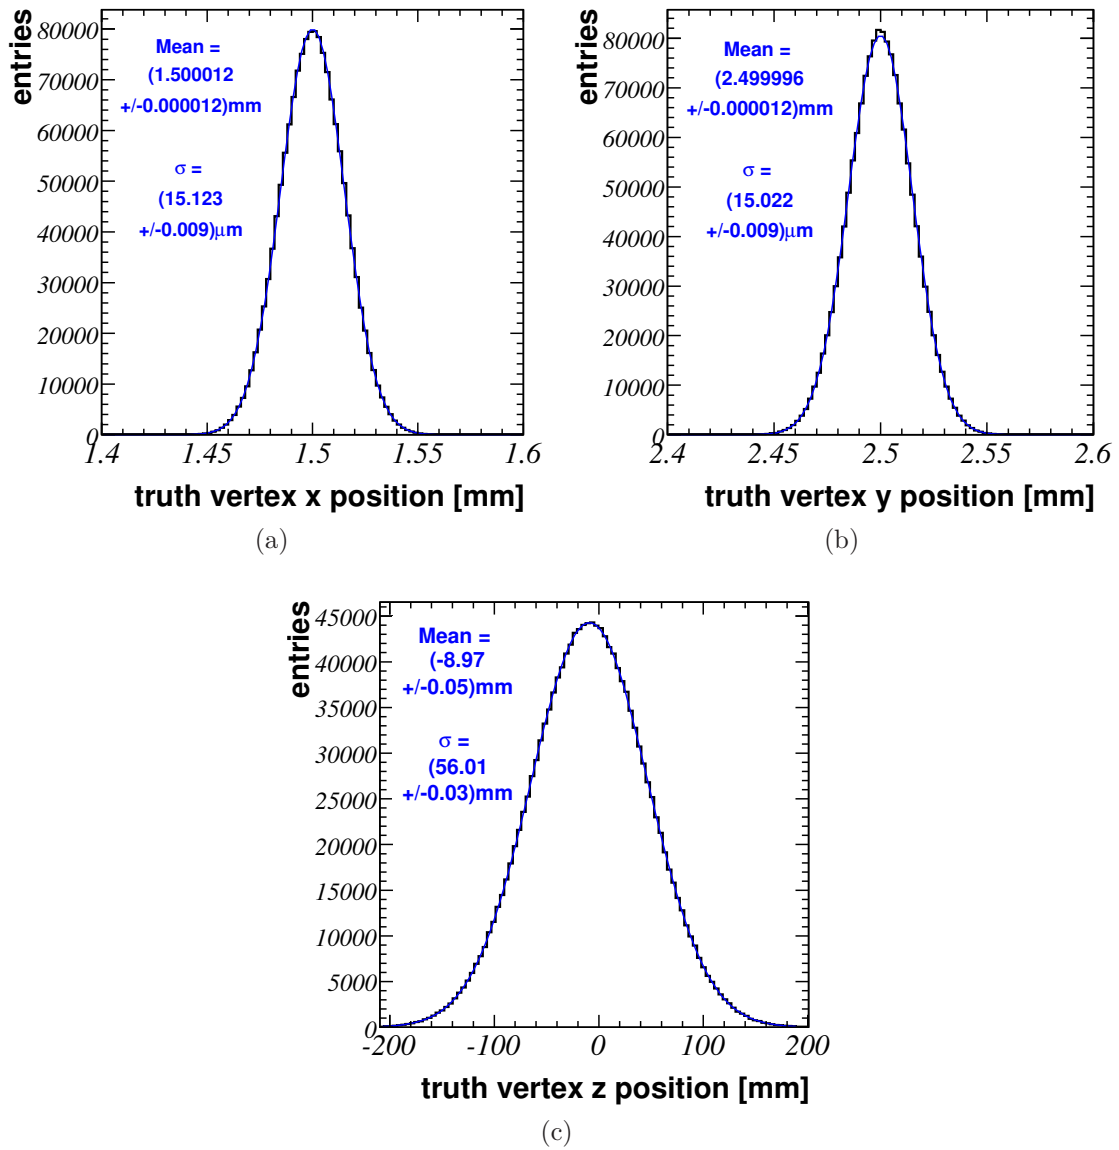 entries
80000
70000
60000
50000
40000
30000
20000
10000
0
Mean =
(1.500012
+/-0.000012)mm
σ =
(15.123
+/-0.009)μm
1.4 1.45 1.5 1.55 1.6
truth vertex x position [mm]
(a)
entries
80000
70000
60000
50000
40000
30000
20000
10000
0
Mean =
(2.499996
+/-0.000012)mm
σ =
(15.022
+/-0.009)μm
2.4 2.45 2.5 2.55 2.6
truth vertex y position [mm]
(b)
entries
45000
40000
35000
30000
25000
20000
15000
10000
5000
0
Mean =
(-8.97
+/-0.05)mm
σ =
(56.01
+/-0.03)mm
-200 -100 0 100 200
truth vertex z position [mm]
(c)